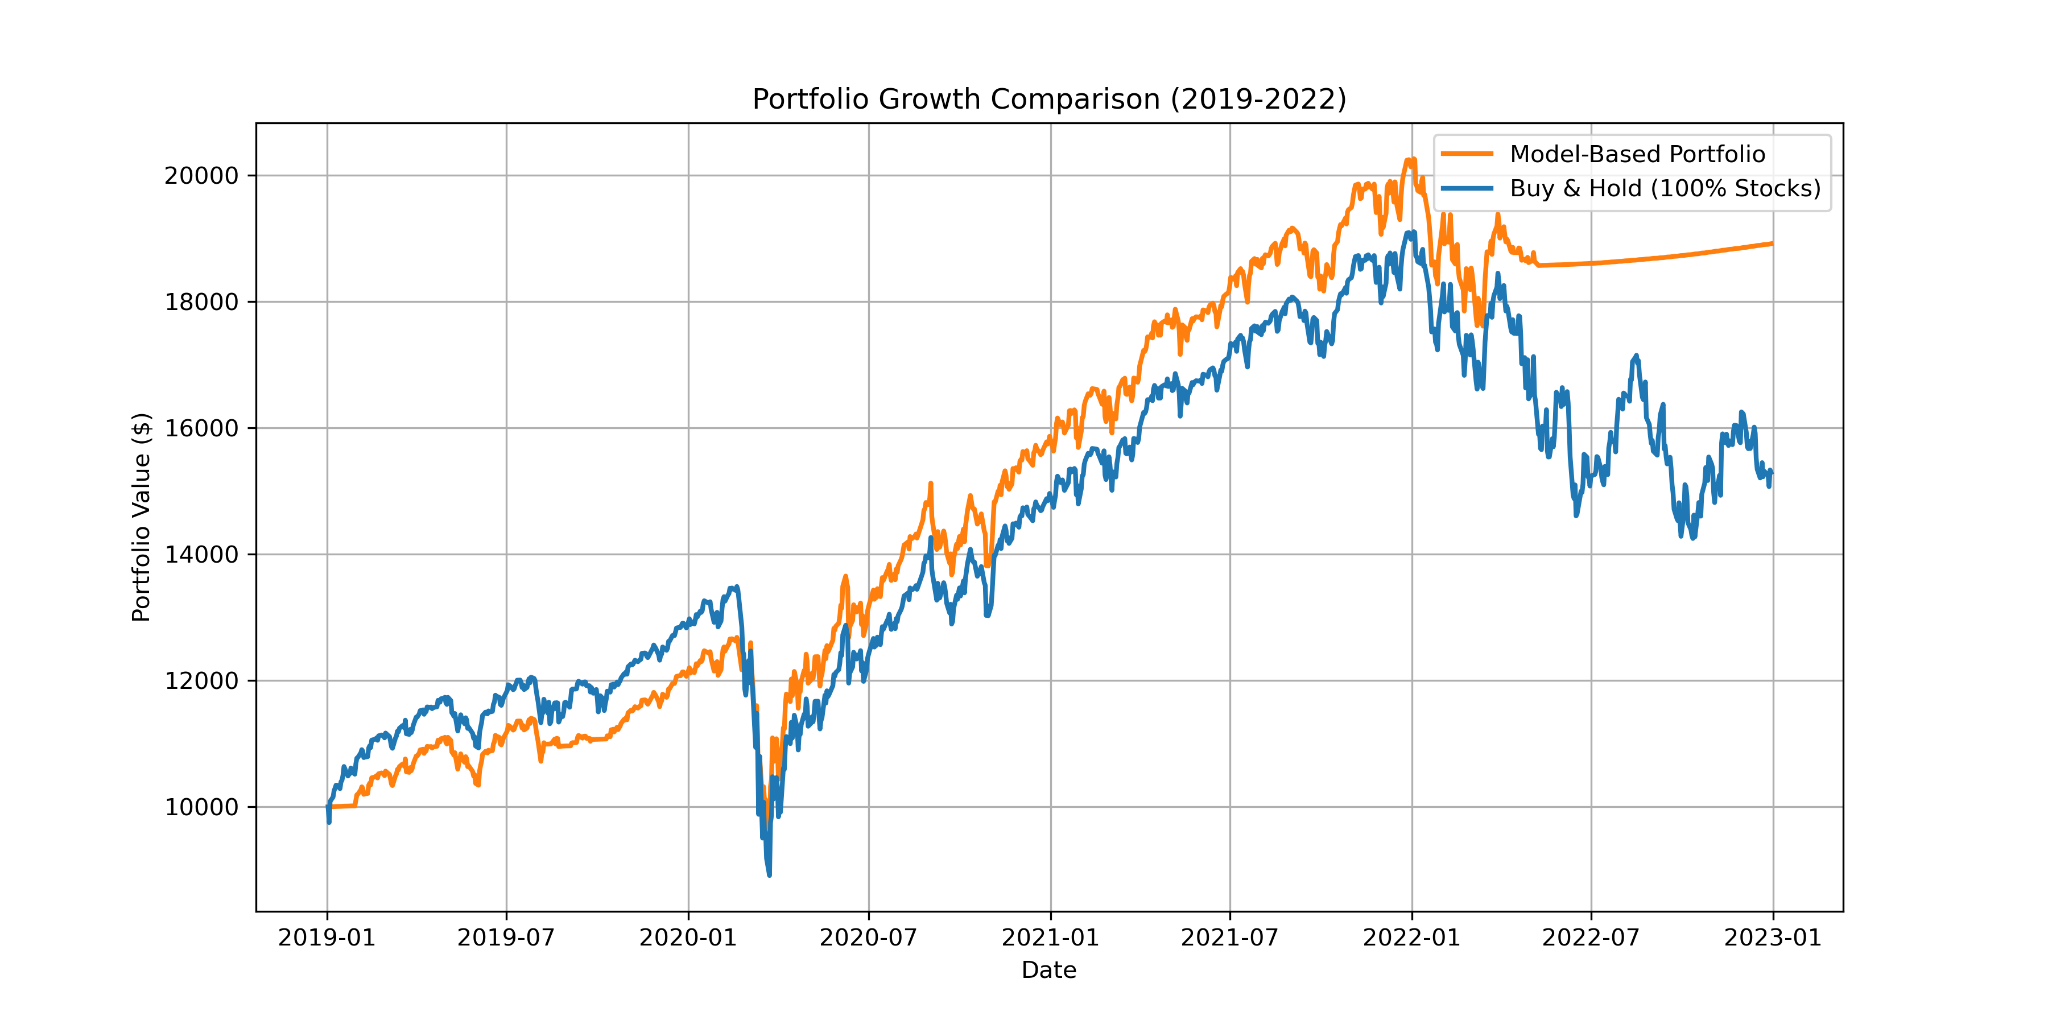 Portfolio Growth Comparison (2019-2022)
Model-Based Portfolio
Buy & Hold (100% Stocks)
20000
18000
16000
14000
12000
10000
Portfolio Value ($)
2019-01 2019-07 2020-01 2020-07 2021-01 2021-07 2022-01 2022-07 2023-01
Date